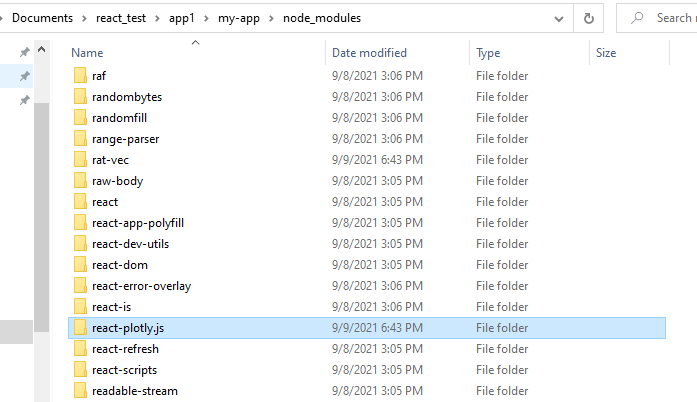 Documents > react_test > app1 > my-app > node_modules
Search
Name Date modified Type Size
raf 9/8/2021 3:06 PM File folder
randombytes 9/8/2021 3:06 PM File folder
randomfill 9/8/2021 3:06 PM File folder
range-parser 9/8/2021 3:06 PM File folder
rat-vec 9/9/2021 6:43 PM File folder
raw-body 9/8/2021 3:05 PM File folder
react 9/8/2021 3:05 PM File folder
react-app-polyfill 9/8/2021 3:05 PM File folder
react-dev-utils 9/8/2021 3:05 PM File folder
react-dom 9/8/2021 3:05 PM File folder
react-error-overlay 9/8/2021 3:06 PM File folder
react-is 9/8/2021 3:06 PM File folder
react-plotly.js 9/9/2021 6:43 PM File folder
react-refresh 9/8/2021 3:05 PM File folder
react-scripts 9/8/2021 3:05 PM File folder
readable-stream 9/8/2021 3:05 PM File folder